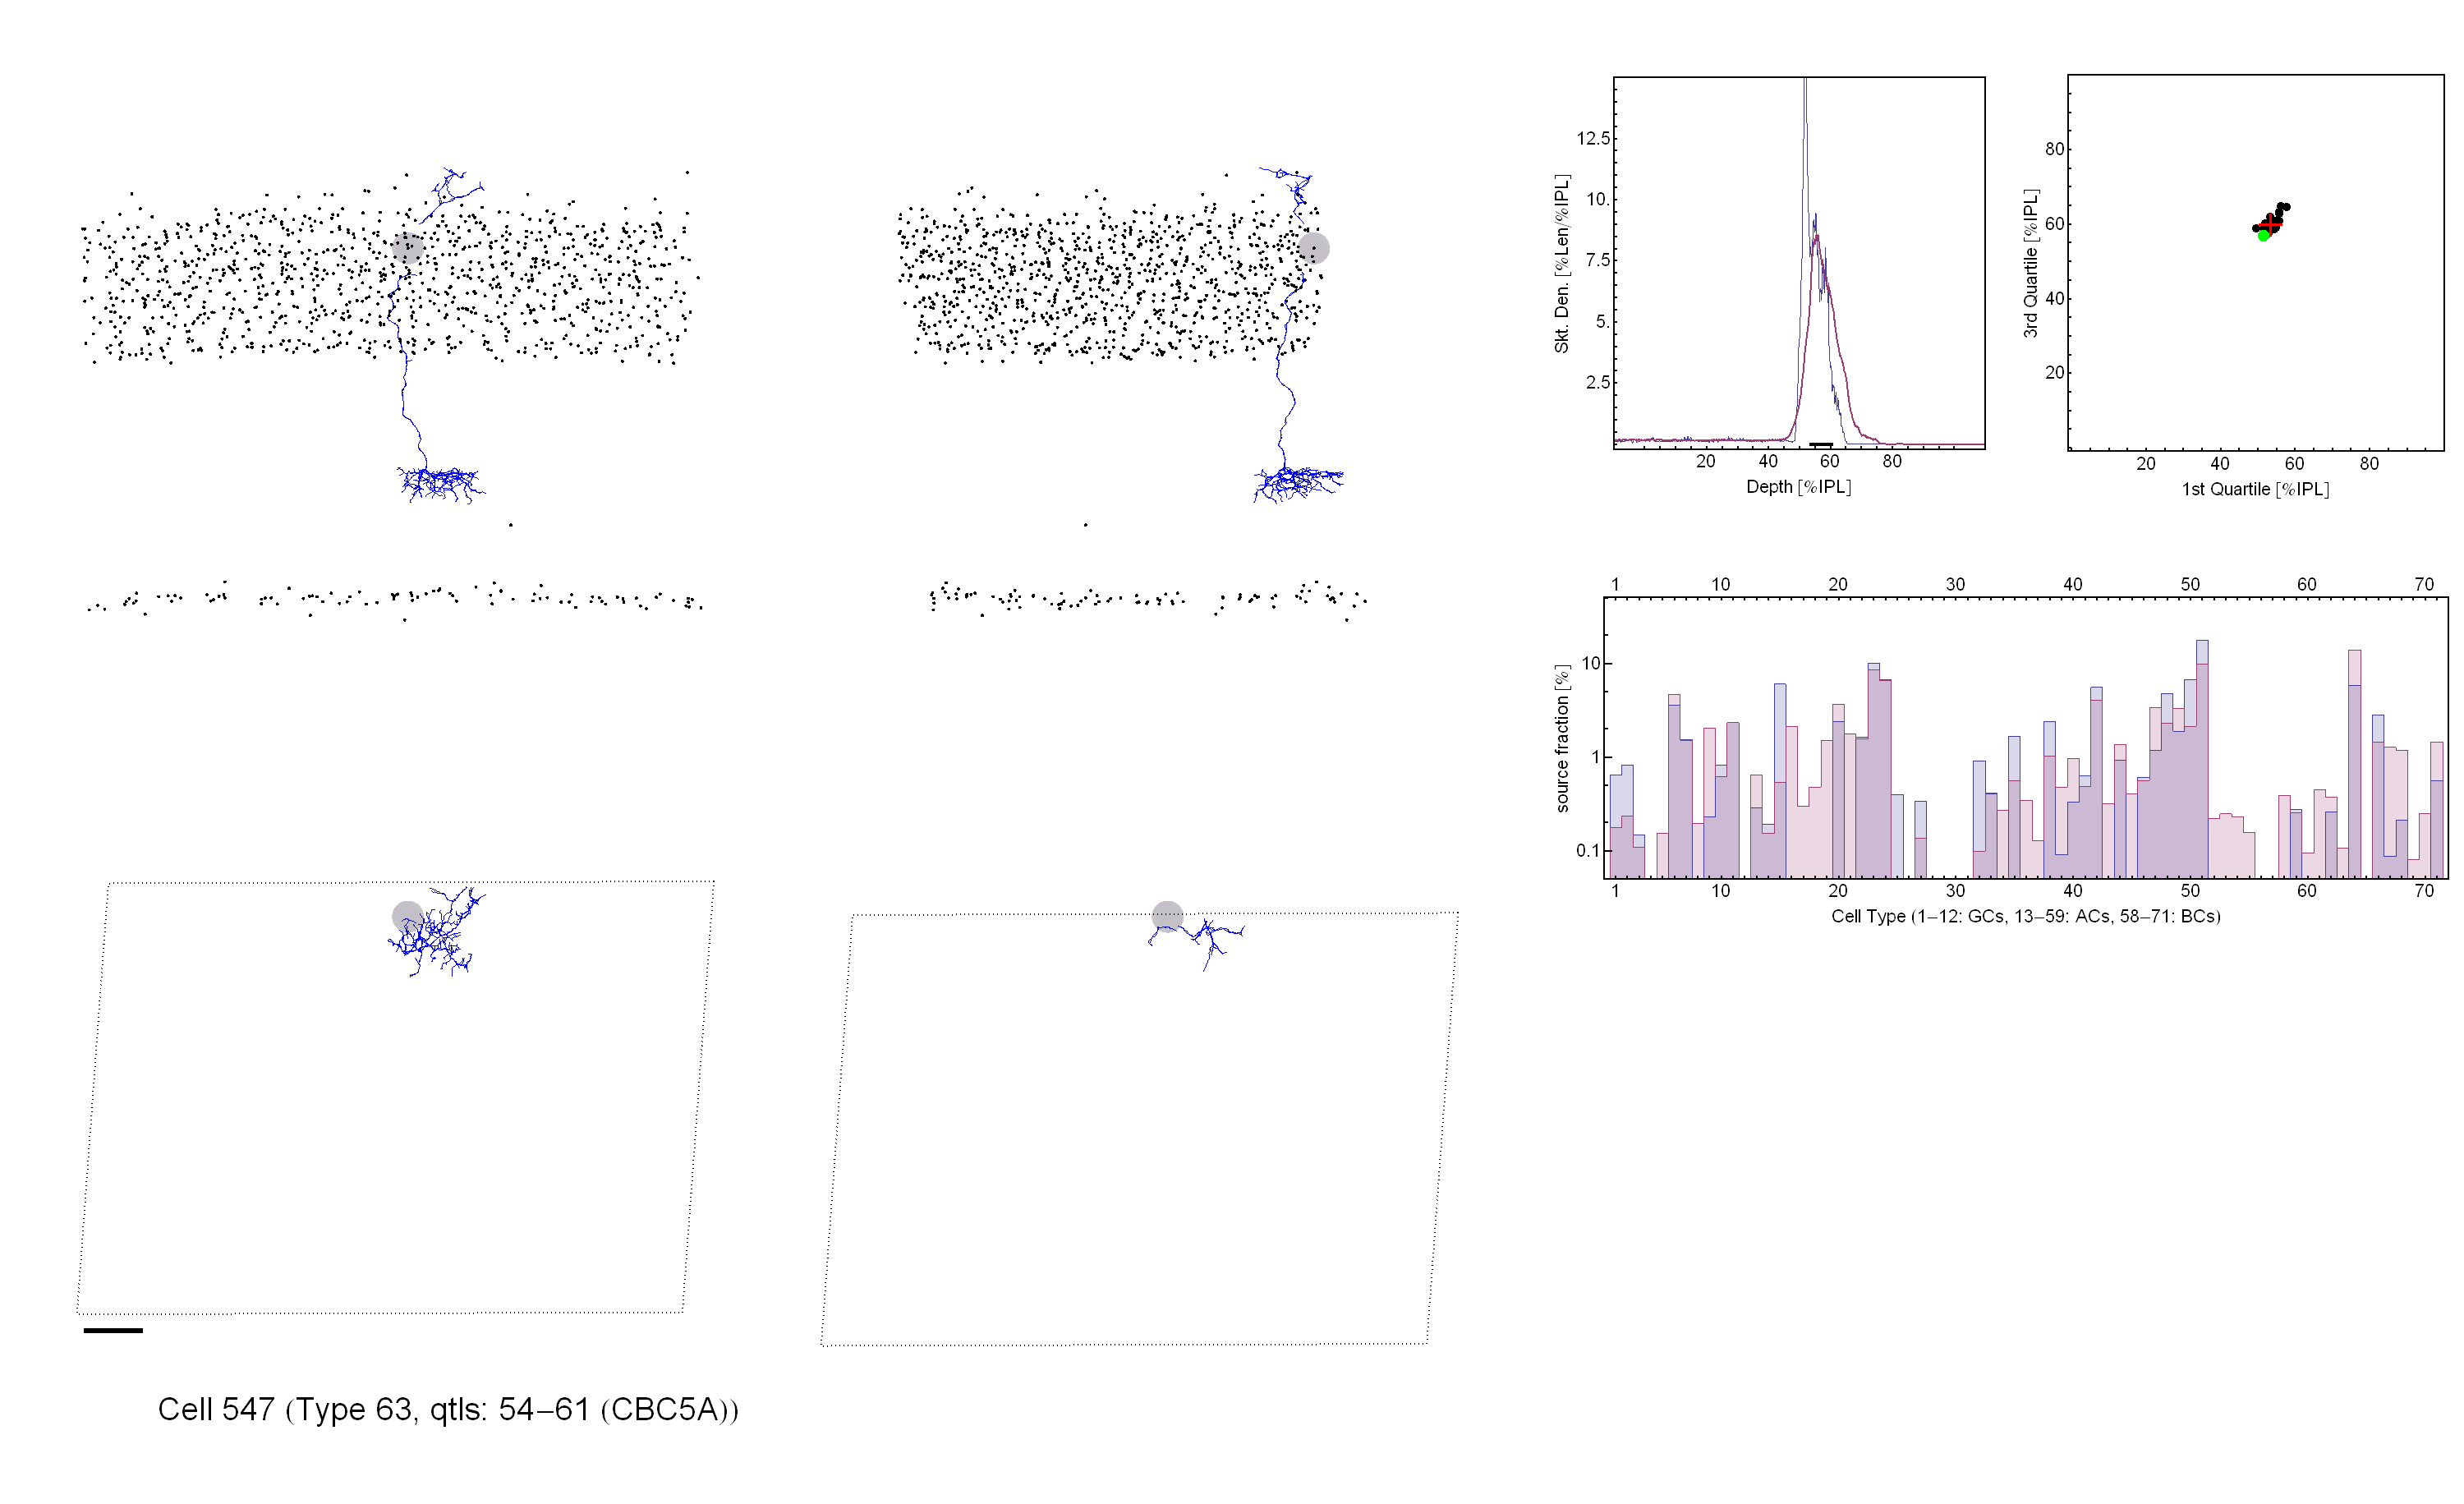 12.5
10.
7.5
5.
2.5
Skt. Den. [%Len/%IPL]
20 40 60 80
Depth [%IPL]
80
60
40
20
3rd Quartile [%IPL]
20 40 60 80
1st Quartile [%IPL]
1 10 20 30 40 50 60 70
10
1
0.1
source fraction [%]
1 10 20 30 40 50 60 70
Cell Type (1–12: GCs, 13–59: ACs, 58–71: BCs)
Cell 547 (Type 63, qtls: 54–61 (CBC5A))